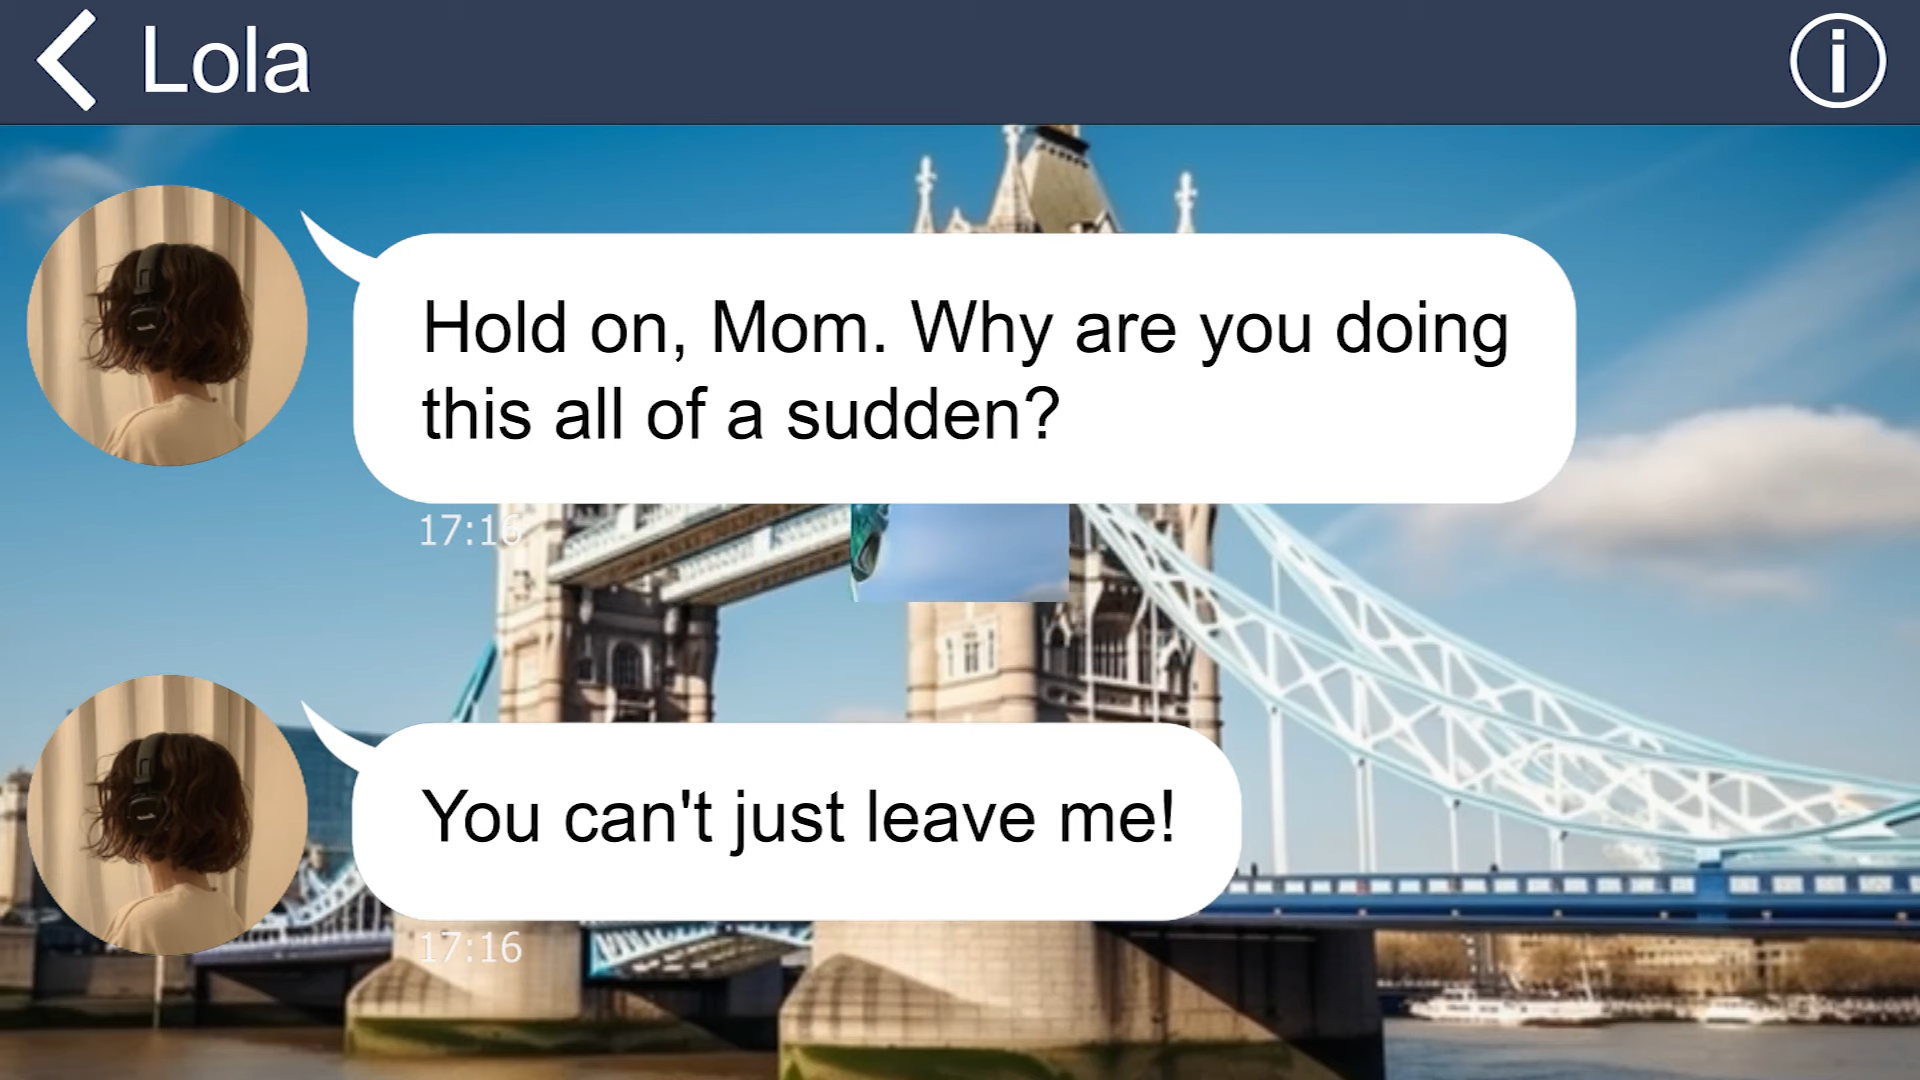 Lola
Hold on, Mom. Why are you doing
this all of a sudden?
17:16
You can't just leave me!
17:16